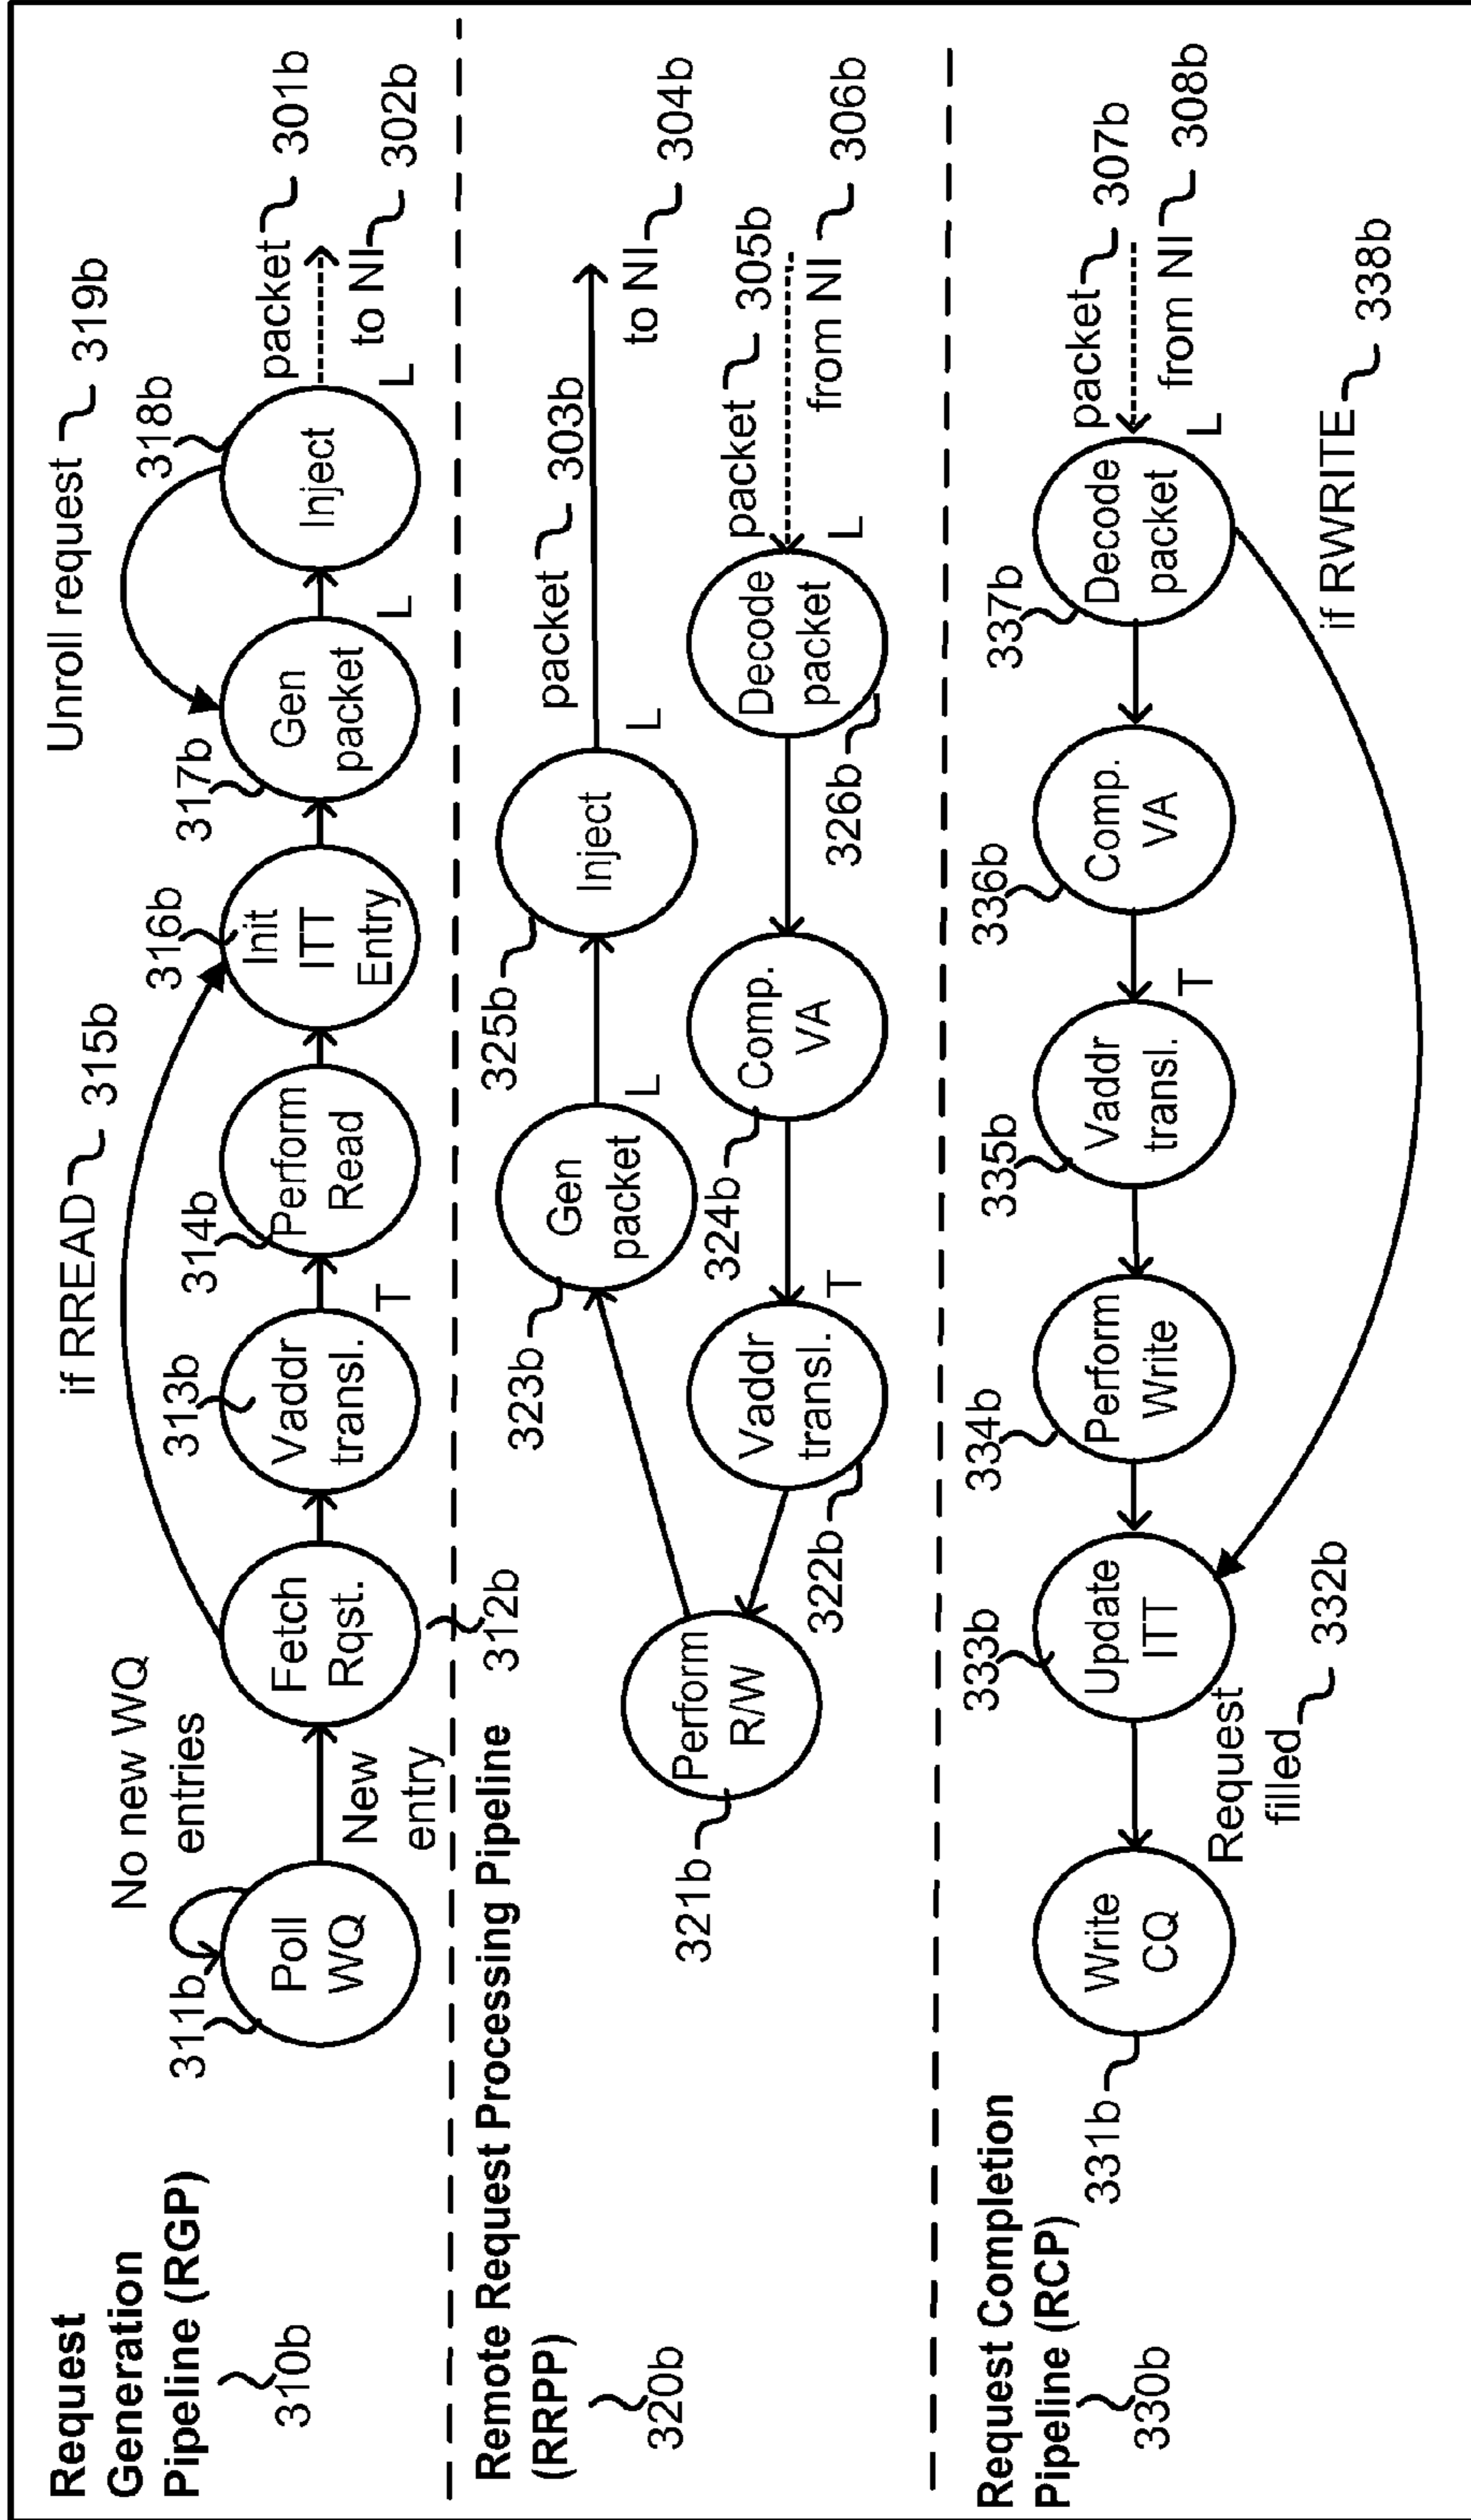 Request
Generation
Pipeline (RGP)
310b
No new WQ
entries
311b
Poll
WQ
New
entry
Fetch
Rqst.
312b
if RREAD
315b
313b
Vaddr
transl.
T
314b
Perform
Read
316b
Init
ITT
Entry
Unroll request
319b
317b
Gen
packet
L
318b
Inject
L
packet
301b
to NI
302b
Remote Request Processing Pipeline
(RRPP)
320b
321b
Perform
R/W
323b
Gen
packet
L
325b
Inject
L
packet
303b
to NI
304b
322b
Vaddr
transl.
T
324b
Comp.
VA
326b
Decode
packet
L
packet
305b
from NI
306b
Request Completion
Pipeline (RCP)
330b
331b
Write
CQ
Request
filled
332b
333b
Update
ITT
334b
Perform
Write
335b
Vaddr
transl.
T
336b
Comp.
VA
337b
Decode
packet
L
packet
307b
from NI
308b
if RWRITE
338b